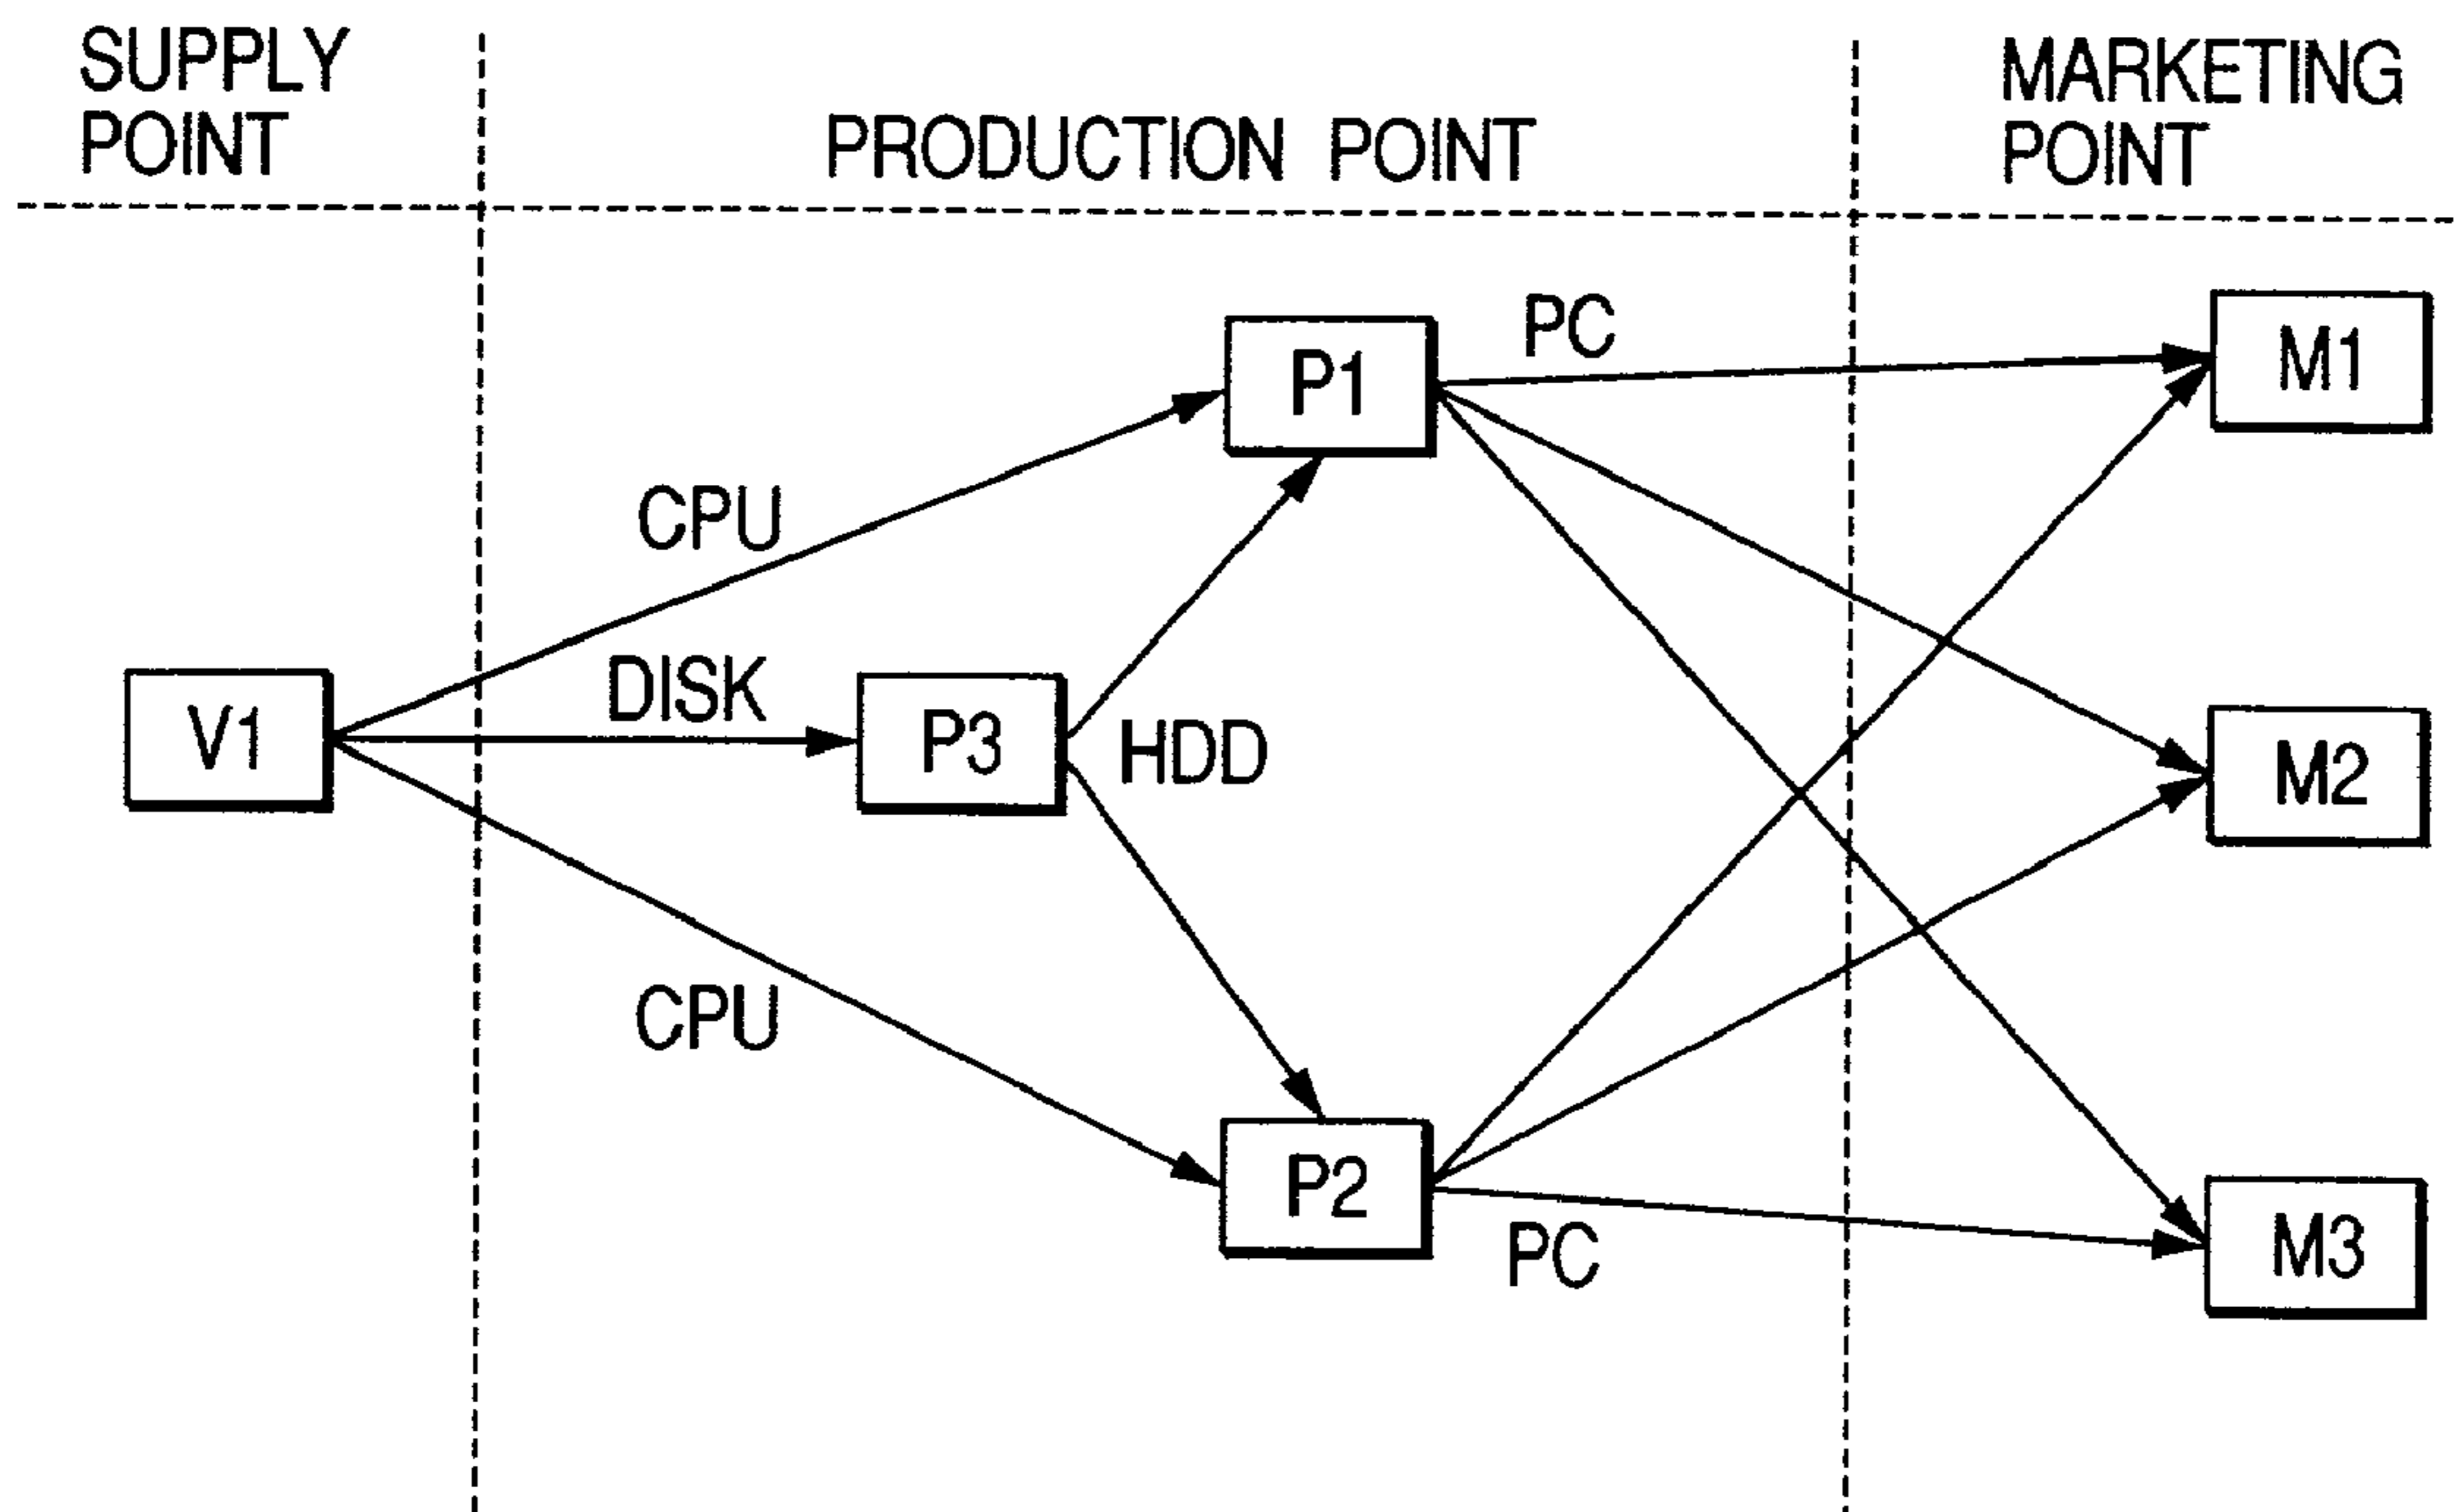 SUPPLY
POINT
PRODUCTION POINT
MARKETING
POINT
PC
P1
M1
CPU
DISK
V1
P3
HDD
M2
CPU
P2
PC
M3